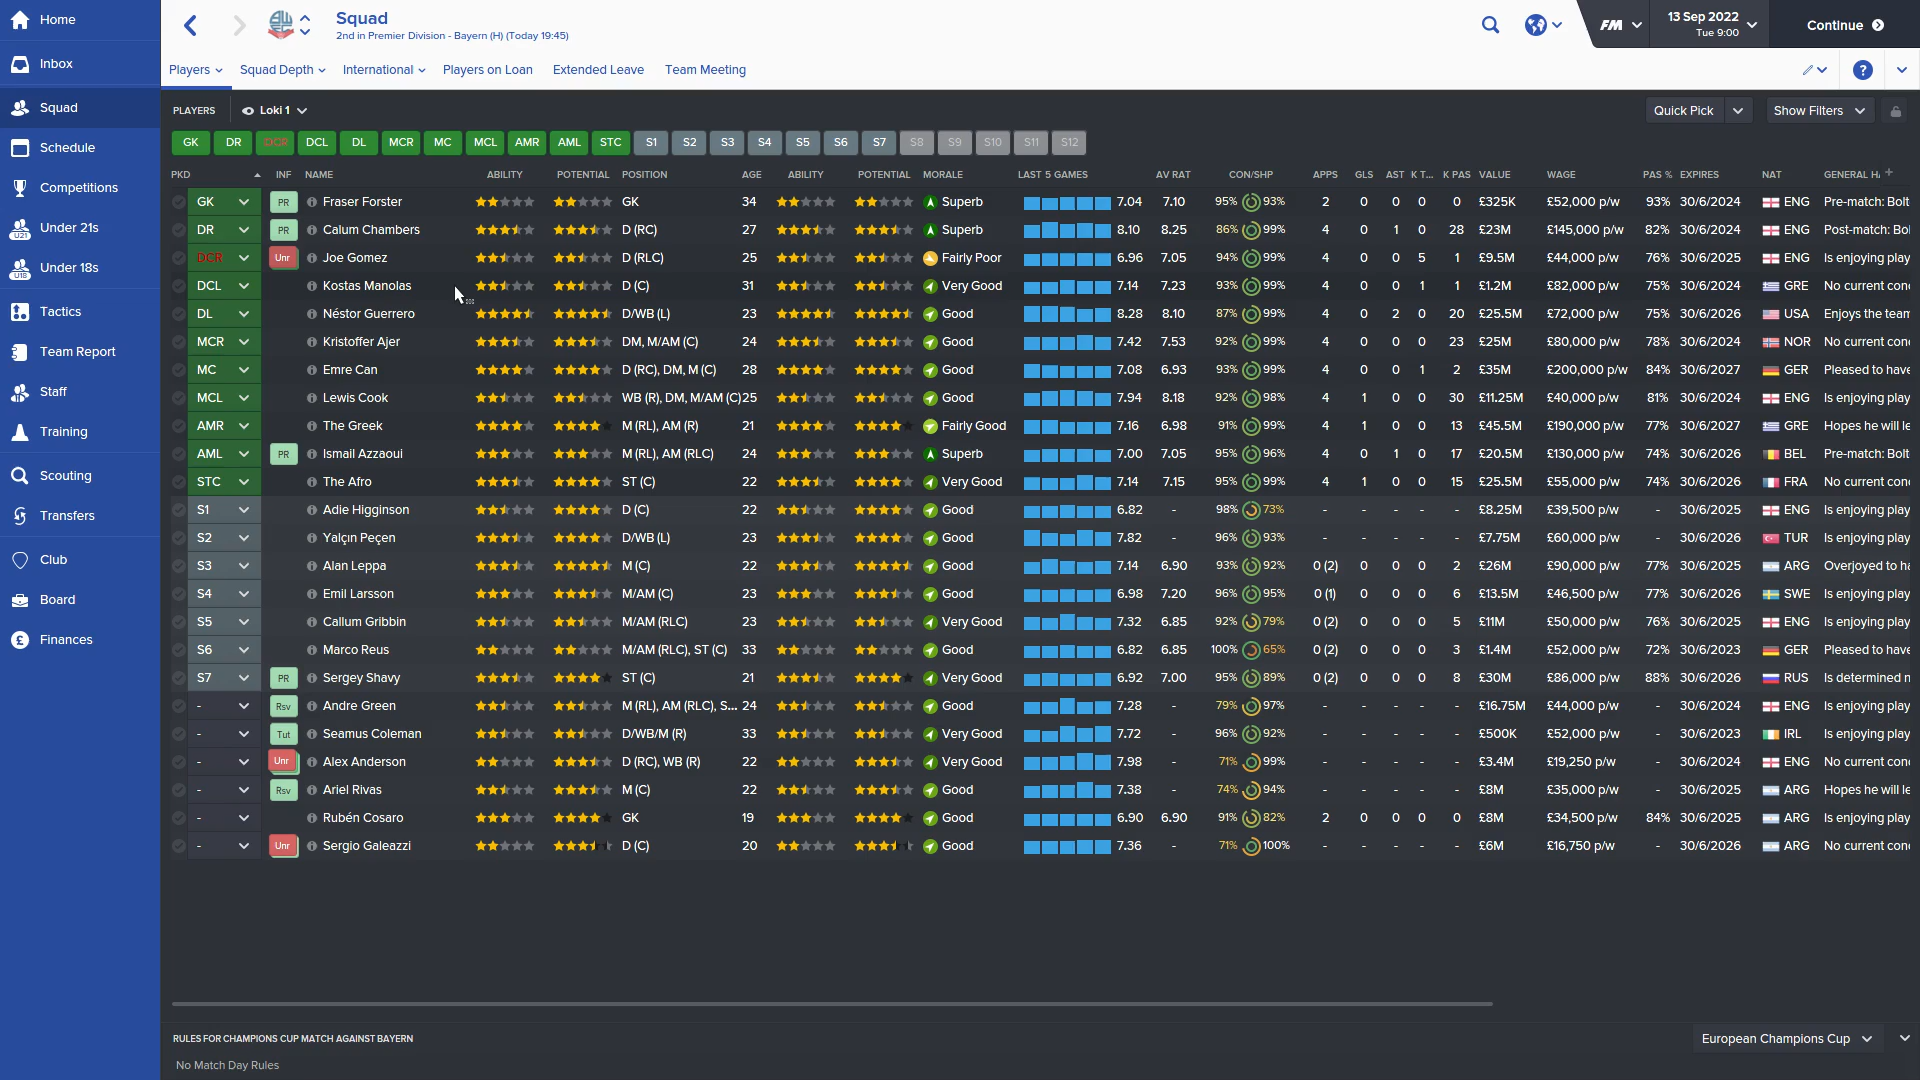 Home
Inbox
Squad
Schedule
Competitions
Under 21s
Under 18s
Tactics
Team Report
Staff
Training
Scouting
Transfers
Club
Board
Finances
Squad
2nd in Premier Division - Bayern (H) (Today 19:45)
FM
13 Sep 2022
Tue 9:00
Continue
Players Squad Depth International Players on Loan Extended Leave Team Meeting
?
PLAYERS Loki 1 Quick Pick Show Filters
GK DR DCR DCL DL MCR MC MCL AMR AML STC S1 S2 S3 S4 S5 S6 S7 S8 S9 S10 S11 S12
PKD INF NAME ABILITY POTENTIAL POSITION AGE ABILITY POTENTIAL MORALE LAST 5 GAMES AV RAT CON/SHP APPS GLS AST K T... K PAS VALUE WAGE PAS % EXPIRES NAT GENERAL HA +
GK PR Fraser Forster GK 34 Superb 7.04 7.10 95% 93% 2 0 0 0 0 £325K £52,000 p/w 93% 30/6/2024 ENG Pre-match: Bolt
DR PR Calum Chambers D (RC) 27 Superb 8.10 8.25 86% 99% 4 0 1 0 28 £23M £145,000 p/w 82% 30/6/2024 ENG Post-match: Bol
DCR Unr Joe Gomez D (RLC) 25 Fairly Poor 6.96 7.05 94% 99% 4 0 0 5 1 £9.5M £44,000 p/w 76% 30/6/2025 ENG Is enjoying play
DCL Kostas Manolas D (C) 31 Very Good 7.14 7.23 93% 99% 4 0 0 1 1 £1.2M £82,000 p/w 75% 30/6/2024 GRE No current conc
DL Néstor Guerrero D/WB (L) 23 Good 8.28 8.10 87% 99% 4 0 2 0 20 £25.5M £72,000 p/w 75% 30/6/2026 USA Enjoys the team
MCR Kristoffer Ajer DM, M/AM (C) 24 Good 7.42 7.53 92% 99% 4 0 0 0 23 £25M £80,000 p/w 78% 30/6/2024 NOR No current conc
MC Emre Can D (RC), DM, M (C) 28 Good 7.08 6.93 93% 99% 4 0 0 1 2 £35M £200,000 p/w 84% 30/6/2027 GER Pleased to have
MCL Lewis Cook WB (R), DM, M/AM (C) 25 Good 7.94 8.18 92% 98% 4 1 0 0 30 £11.25M £40,000 p/w 81% 30/6/2024 ENG Is enjoying play
AMR The Greek M (RL), AM (R) 21 Fairly Good 7.16 6.98 91% 99% 4 1 0 0 13 £45.5M £190,000 p/w 77% 30/6/2027 GRE Hopes he will le
AML PR Ismail Azzaoui M (RL), AM (RLC) 24 Superb 7.00 7.05 95% 96% 4 0 1 0 17 £20.5M £130,000 p/w 74% 30/6/2026 BEL Pre-match: Bolt
STC The Afro ST (C) 22 Very Good 7.14 7.15 95% 99% 4 1 0 0 15 £25.5M £55,000 p/w 74% 30/6/2026 FRA No current conc
S1 Adie Higginson D (C) 22 Good 6.82 - 98% 73% - - - - - £8.25M £39,500 p/w - 30/6/2025 ENG Is enjoying play
S2 Yalçın Peçen D/WB (L) 23 Good 7.82 - 96% 93% - - - - - £7.75M £60,000 p/w - 30/6/2026 TUR Is enjoying play
S3 Alan Leppa M (C) 22 Good 7.14 6.90 93% 92% 0 (2) 0 0 0 2 £26M £90,000 p/w 77% 30/6/2025 ARG Overjoyed to ha
S4 Emil Larsson M/AM (C) 23 Good 6.98 7.20 96% 95% 0 (1) 0 0 0 6 £13.5M £46,500 p/w 77% 30/6/2026 SWE Is enjoying play
S5 Callum Gribbin M/AM (RLC) 23 Very Good 7.32 6.85 92% 79% 0 (2) 0 0 0 5 £11M £50,000 p/w 76% 30/6/2025 ENG Is enjoying play
S6 Marco Reus M/AM (RLC), ST (C) 33 Good 6.82 6.85 100% 65% 0 (2) 0 0 0 3 £1.4M £52,000 p/w 72% 30/6/2023 GER Pleased to have
S7 PR Sergey Shavy ST (C) 21 Very Good 6.92 7.00 95% 89% 0 (2) 0 0 0 8 £30M £86,000 p/w 88% 30/6/2026 RUS Is determined n
- Rsv Andre Green M (RL), AM (RLC), S... 24 Good 7.28 - 79% 97% - - - - - £16.75M £44,000 p/w - 30/6/2024 ENG Is enjoying play
- Tut Seamus Coleman D/WB/M (R) 33 Very Good 7.72 - 96% 92% - - - - - £500K £52,000 p/w - 30/6/2023 IRL Is enjoying play
- Unr Alex Anderson D (RC), WB (R) 22 Very Good 7.98 - 71% 99% - - - - - £3.4M £19,250 p/w - 30/6/2024 ENG No current conc
- Rsv Ariel Rivas M (C) 22 Good 7.38 - 74% 94% - - - - - £8M £35,000 p/w - 30/6/2025 ARG Hopes he will le
- Rubén Cosaro GK 19 Good 6.90 6.90 91% 82% 2 0 0 0 0 £8M £34,500 p/w 84% 30/6/2025 ARG Is enjoying play
- Unr Sergio Galeazzi D (C) 20 Good 7.36 - 71% 100% - - - - - £6M £16,750 p/w - 30/6/2026 ARG No current conc
RULES FOR CHAMPIONS CUP MATCH AGAINST BAYERN European Champions Cup
No Match Day Rules